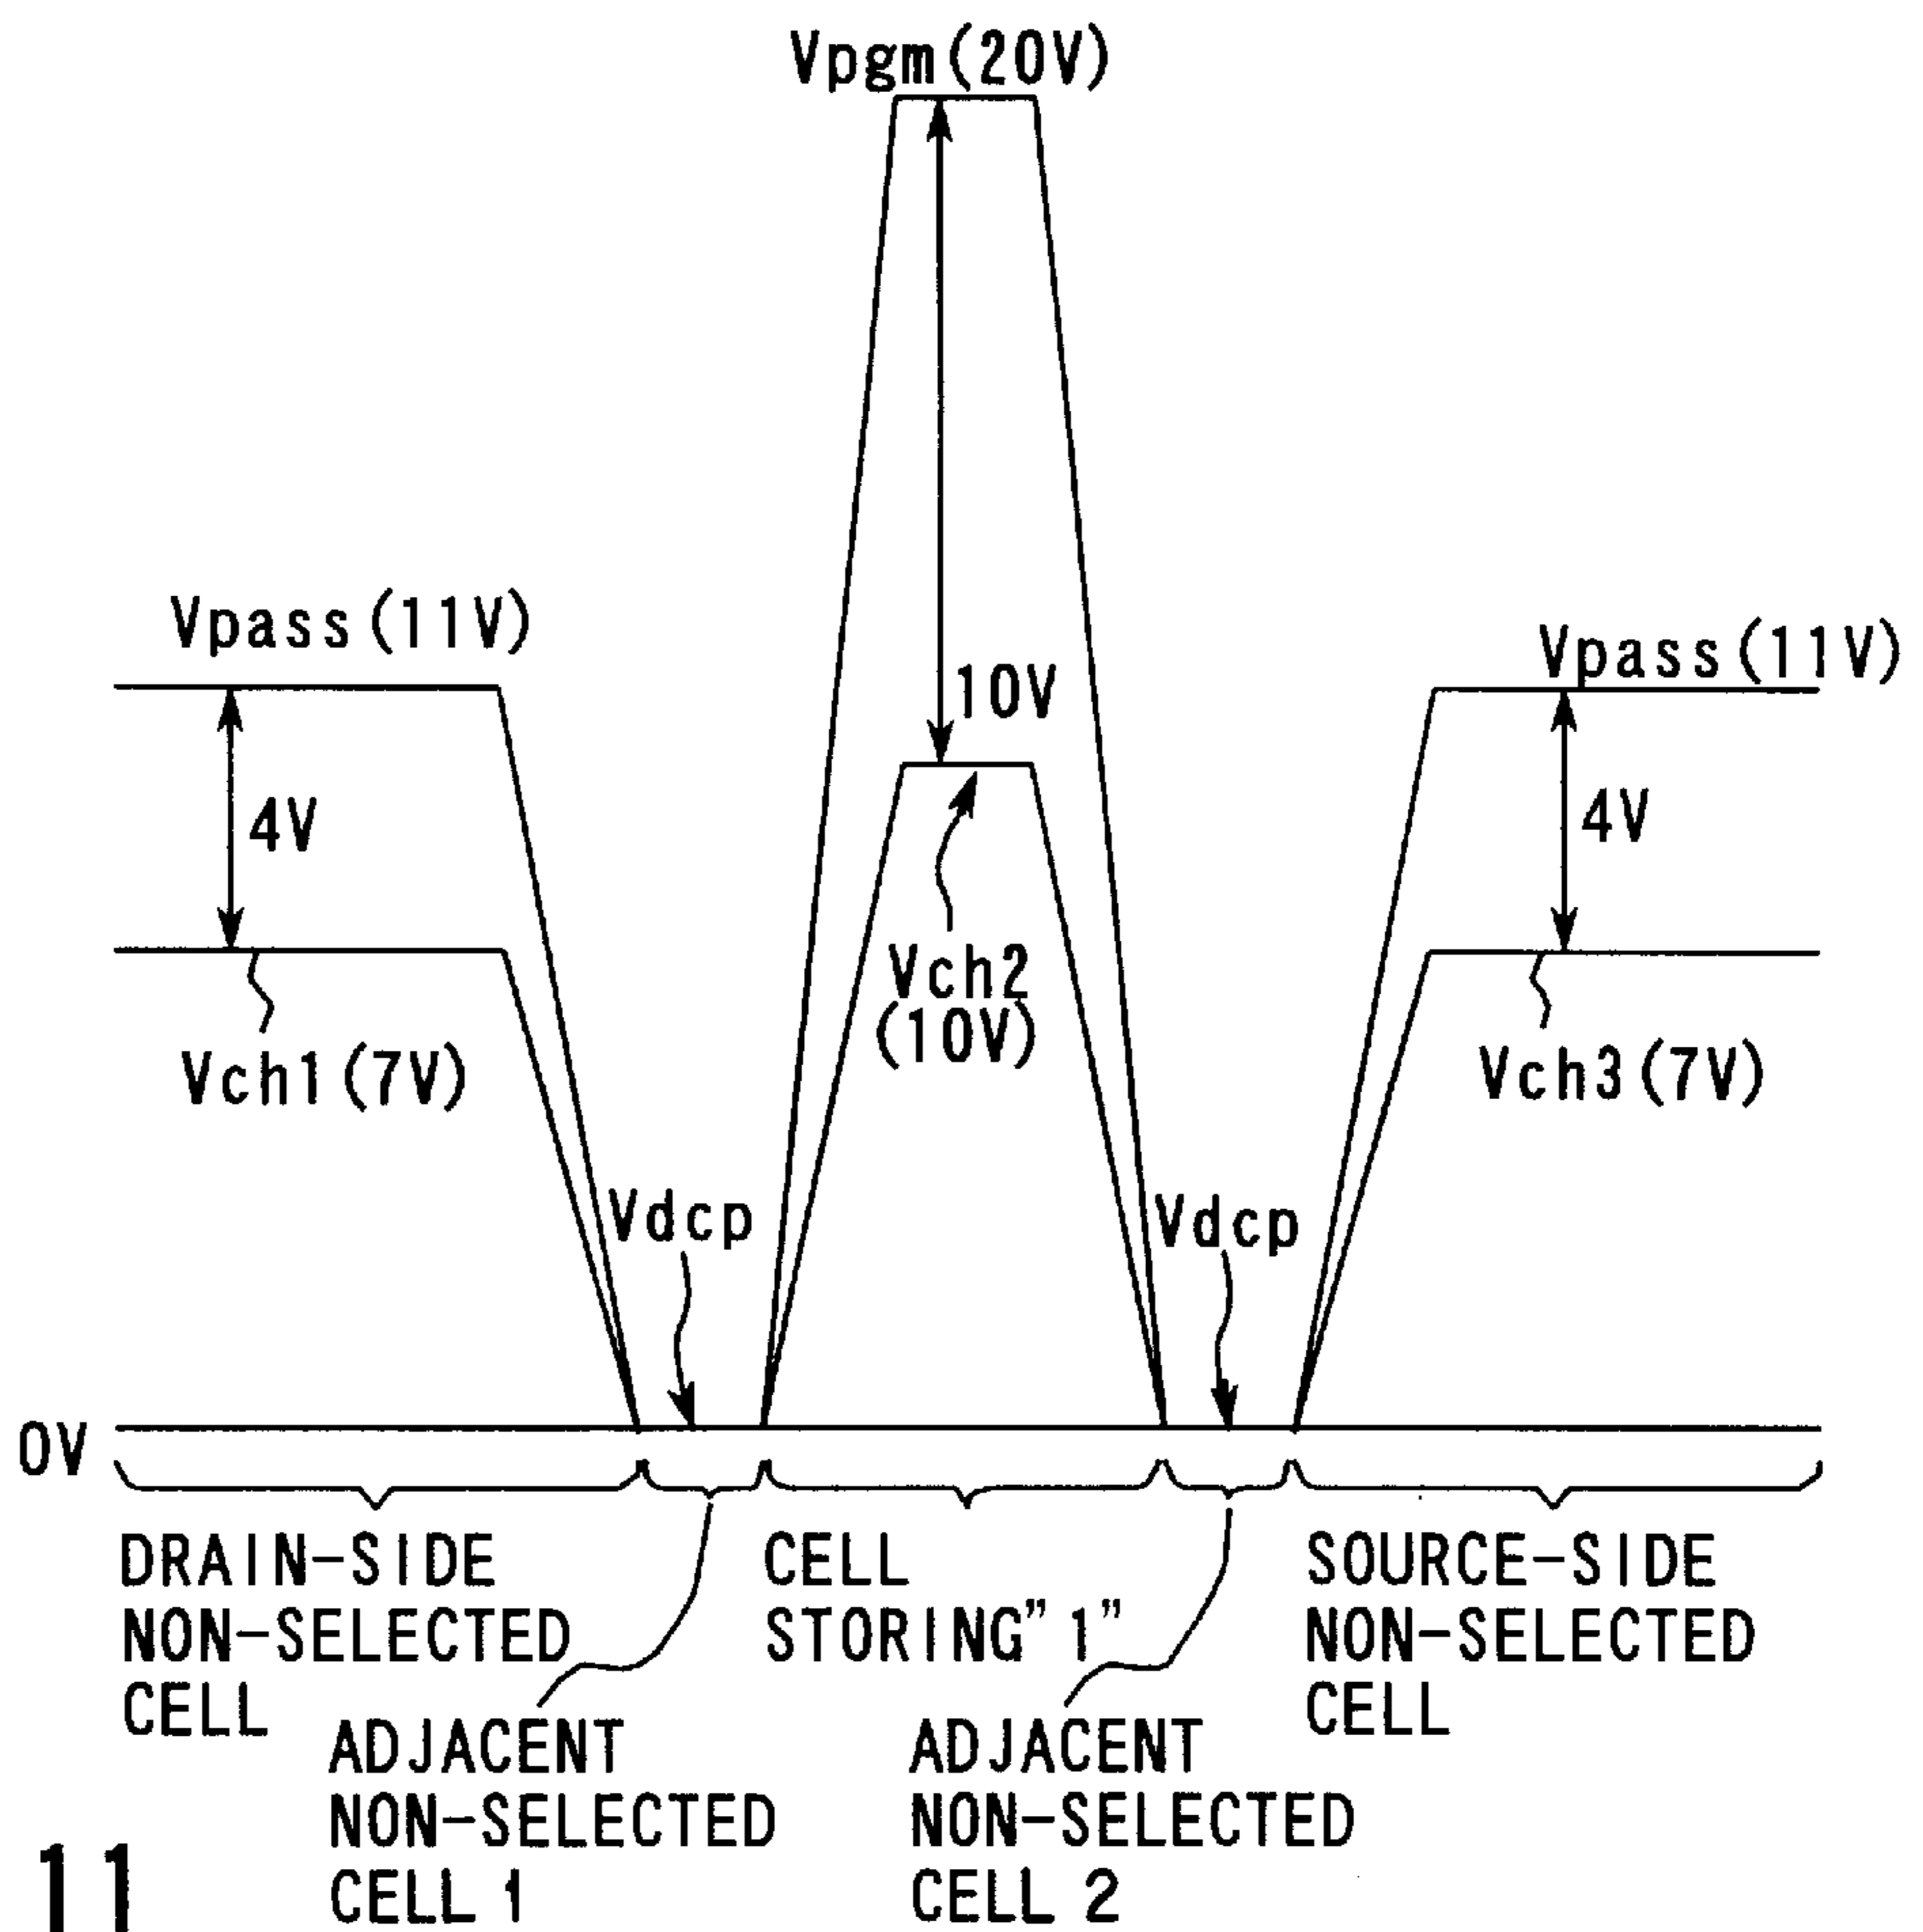 Vpgm(20V)
Vpass(11V)
Vpass(11V)
10V
4V
4V
Vch2
(10V)
Vch1(7V)
Vch3(7V)
Vdcp
Vdcp
0V
DRAIN-SIDE
NON-SELECTED
CELL
CELL
STORING"1"
SOURCE-SIDE
NON-SELECTED
CELL
ADJACENT
NON-SELECTED
CELL 1
ADJACENT
NON-SELECTED
CELL 2
11